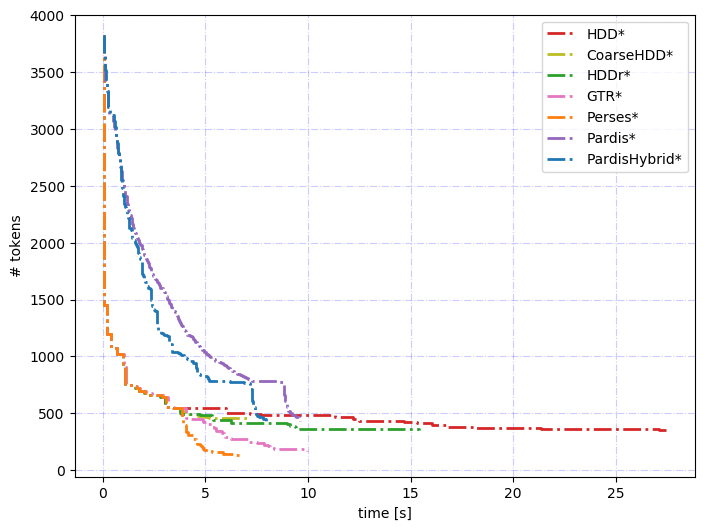 4000
3500
3000
2500
2000
1500
1000
500
0
# tokens
HDD*
CoarseHDD*
HDDr*
GTR*
Perses*
Pardis*
PardisHybrid*
0 5 10 15 20 25
time [s]